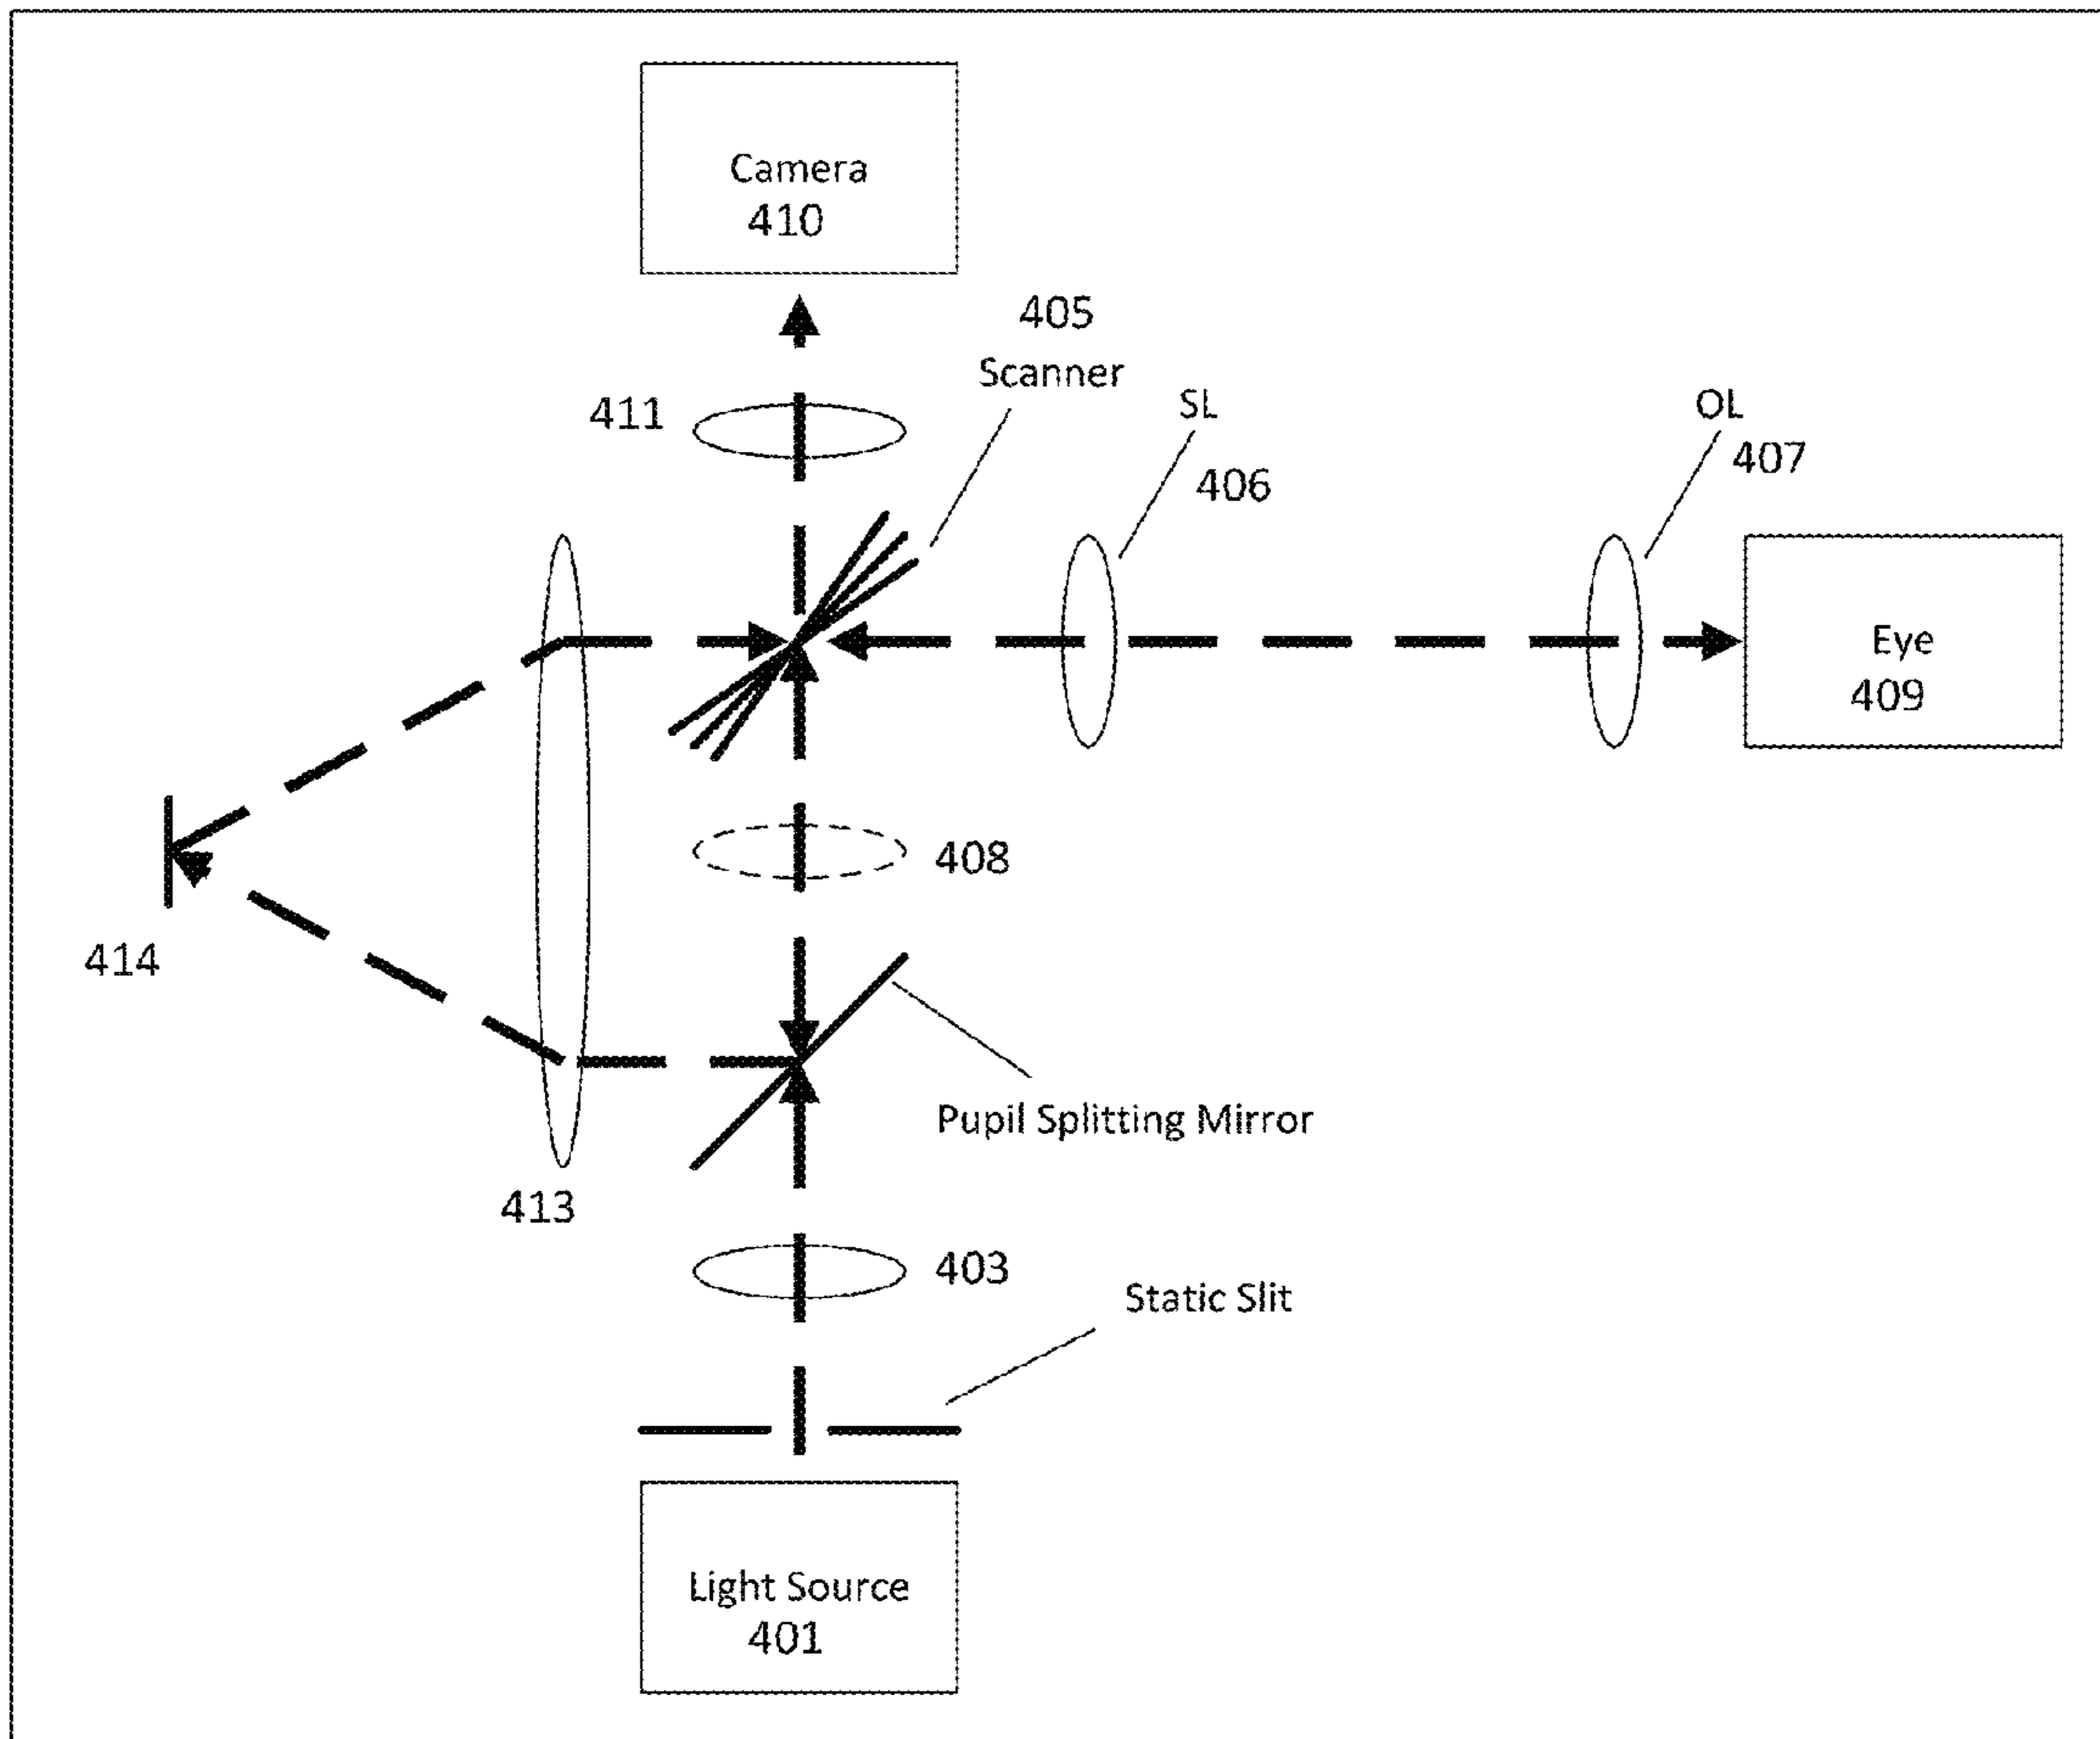 Camera
410
405
Scanner
411
SL
406
OL
407
Eye
409
408
414
Pupil Splitting Mirror
413
403
Static Slit
Light Source
401